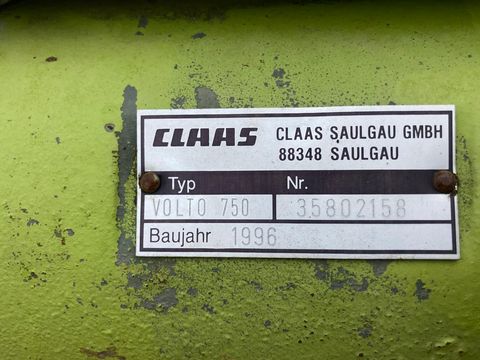 CLAAS CLAAS SAULGAU GMBH
88348 SAULGAU
Typ Nr.
VOLTO 750 35802158
Baujahr 1996